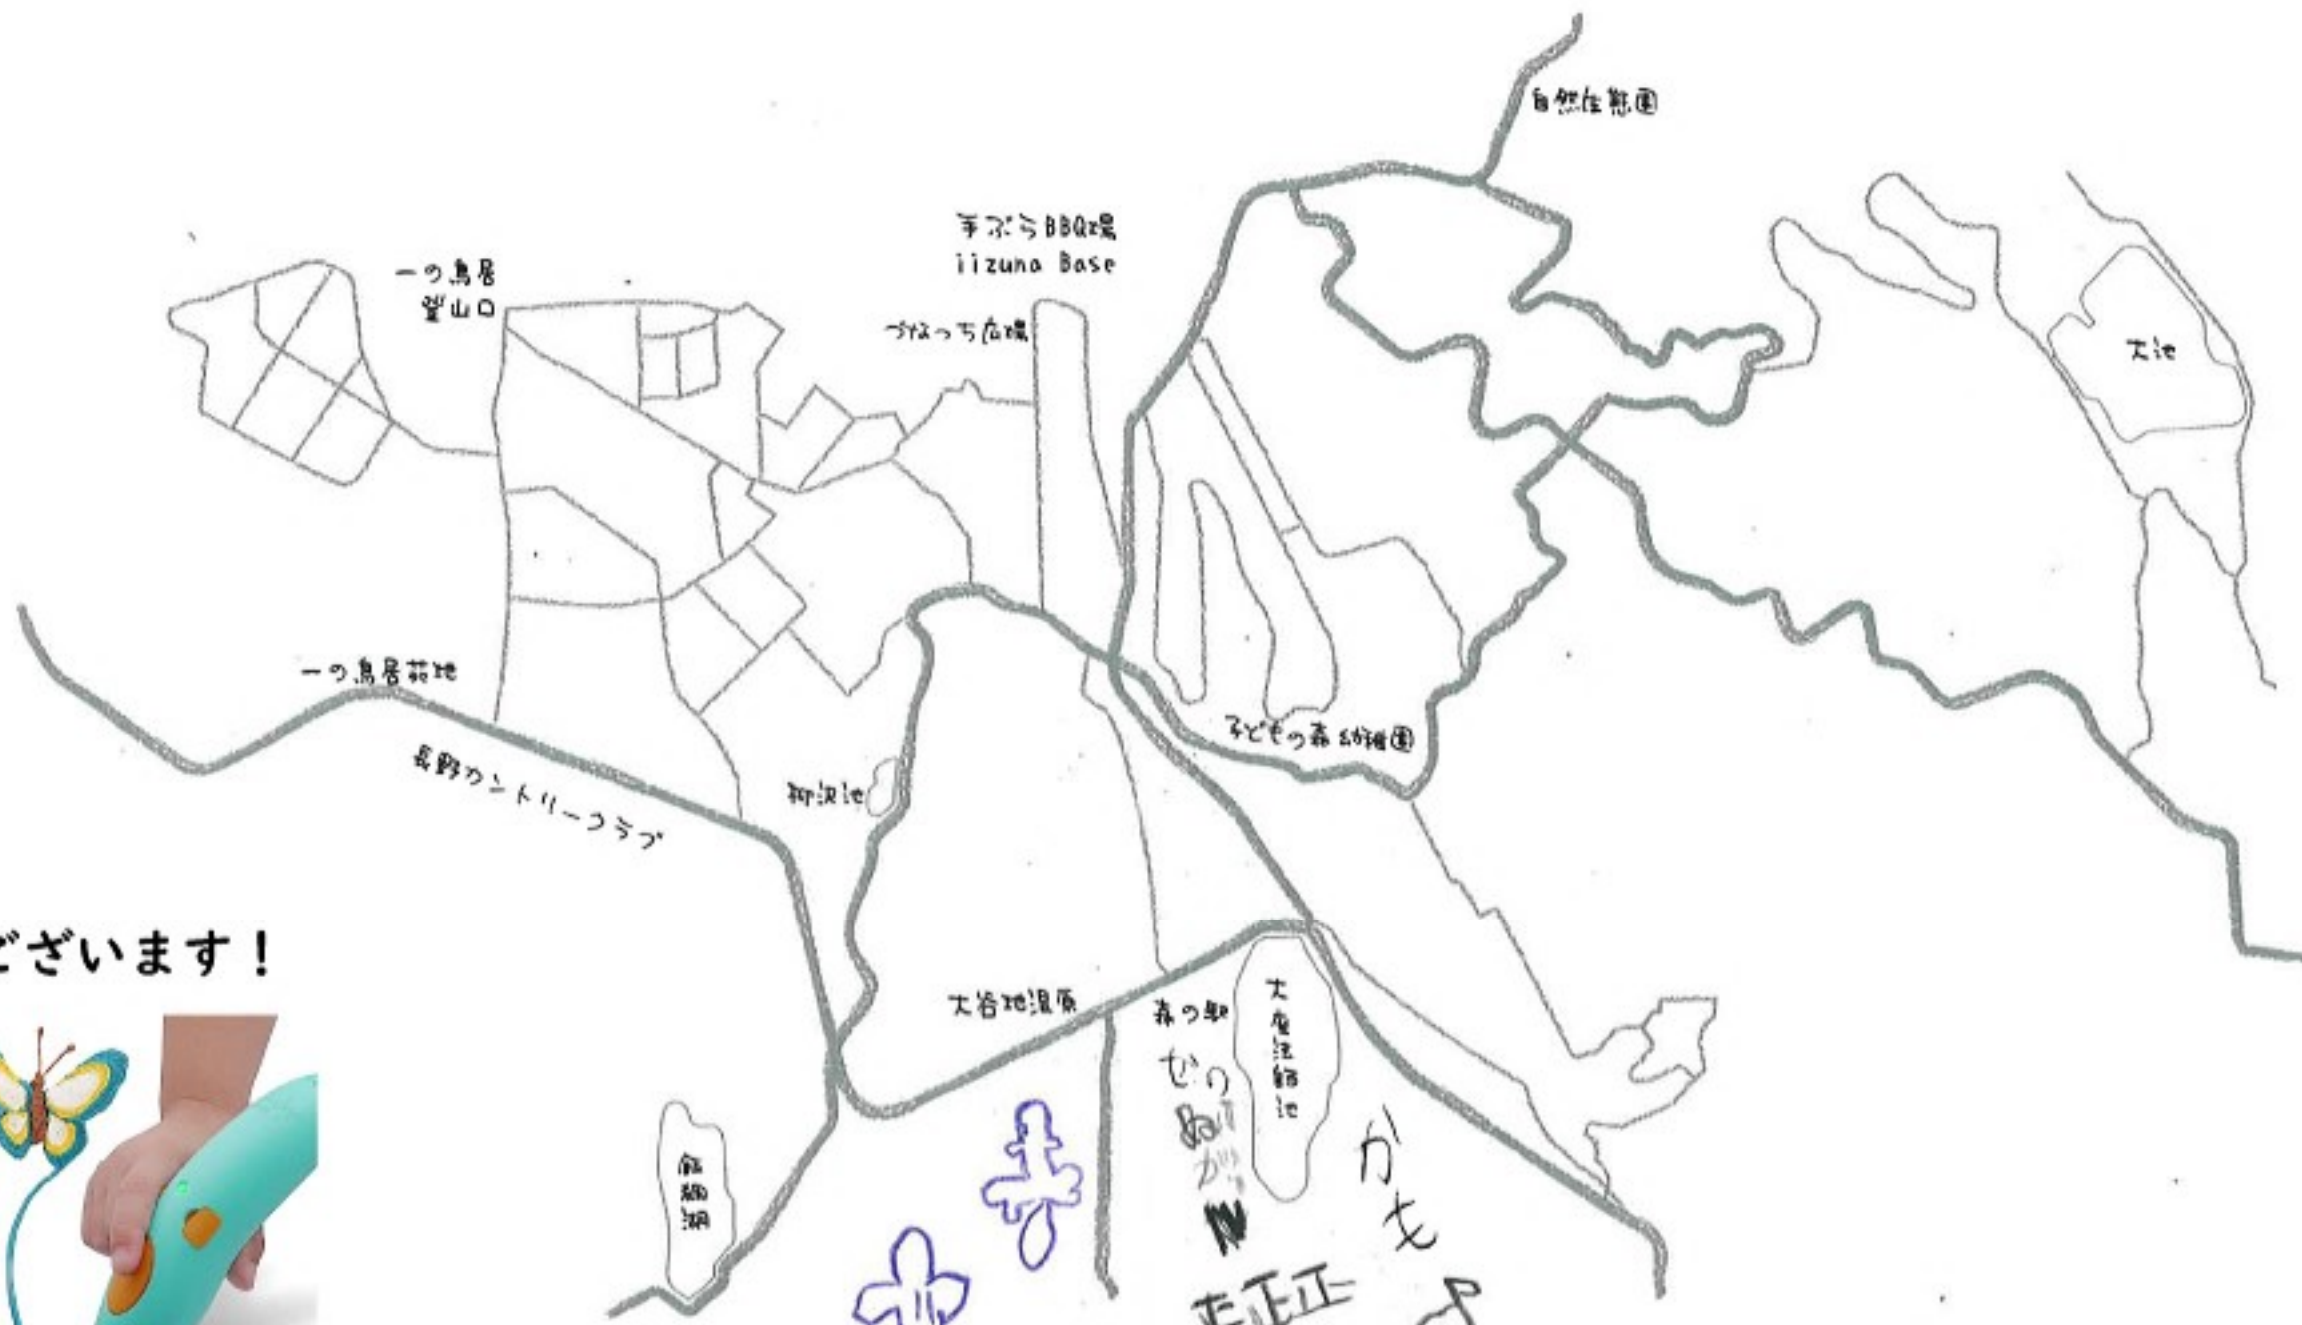 自然生態園
手ぶらBBQ場
iizuna Base
一の鳥居
登山口
づなっち広場
大池
一の鳥居苑地
子どもの森幼稚園
長野カントリークラブ
柳沢池
ございます！
大谷地湿原
森の駅
大座法師池
飯綱湖
かも